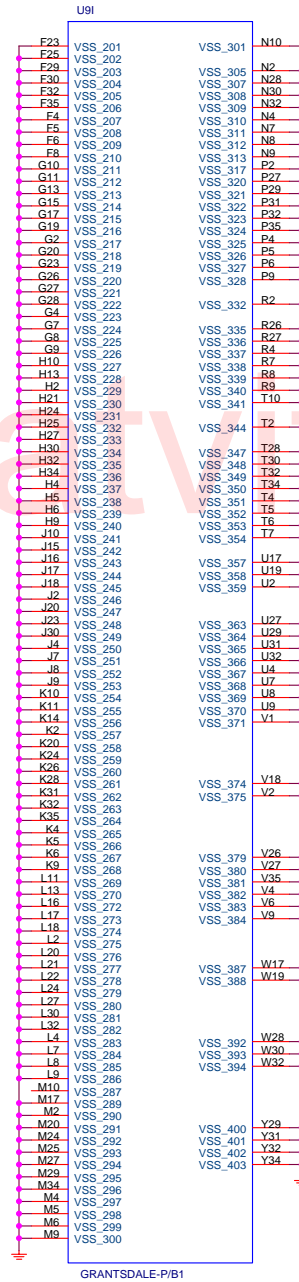 U9I
F23 VSS_201 VSS_301 N10
F25 VSS_202
F29 VSS_203 VSS_305 N2
F30 VSS_204 VSS_307 N28
F32 VSS_205 VSS_308 N30
F35 VSS_206 VSS_309 N32
F4 VSS_207 VSS_310 N4
F5 VSS_208 VSS_311 N7
F6 VSS_209 VSS_312 N8
F8 VSS_210 VSS_313 N9
G10 VSS_211 VSS_317 P2
G11 VSS_212 VSS_320 P27
G13 VSS_213 VSS_321 P29
G15 VSS_214 VSS_322 P31
G17 VSS_215 VSS_323 P32
G19 VSS_216 VSS_324 P35
G2 VSS_217 VSS_325 P4
G20 VSS_218 VSS_326 P5
G23 VSS_219 VSS_327 P6
G26 VSS_220 VSS_328 P9
G27 VSS_221
G28 VSS_222 VSS_332 R2
G4 VSS_223
G7 VSS_224 VSS_335 R26
G8 VSS_225 VSS_336 R27
G9 VSS_226 VSS_337 R4
H10 VSS_227 VSS_338 R7
H13 VSS_228 VSS_339 R8
H2 VSS_229 VSS_340 R9
H21 VSS_230 VSS_341 T10
H24 VSS_231
H25 VSS_232 VSS_344 T2
H27 VSS_233
H30 VSS_234 VSS_347 T28
H32 VSS_235 VSS_348 T30
H34 VSS_236 VSS_349 T32
H4 VSS_237 VSS_350 T34
H5 VSS_238 VSS_351 T4
H6 VSS_239 VSS_352 T5
H9 VSS_240 VSS_353 T6
J10 VSS_241 VSS_354 T7
J15 VSS_242
J16 VSS_243 VSS_357 U17
J17 VSS_244 VSS_358 U19
J18 VSS_245 VSS_359 U2
J2 VSS_246
J20 VSS_247
J23 VSS_248 VSS_363 U27
J30 VSS_249 VSS_364 U29
J4 VSS_250 VSS_365 U31
J7 VSS_251 VSS_366 U32
J8 VSS_252 VSS_367 U4
J9 VSS_253 VSS_368 U7
K10 VSS_254 VSS_369 U8
K11 VSS_255 VSS_370 U9
K14 VSS_256 VSS_371 V1
K2 VSS_257
K20 VSS_258
K24 VSS_259
K26 VSS_260
K28 VSS_261 VSS_374 V18
K31 VSS_262 VSS_375 V2
K32 VSS_263
K35 VSS_264
K4 VSS_265
K5 VSS_266
K6 VSS_267 VSS_379 V26
K9 VSS_268 VSS_380 V27
L11 VSS_269 VSS_381 V35
L13 VSS_270 VSS_382 V4
L16 VSS_272 VSS_383 V6
L17 VSS_273 VSS_384 V9
L18 VSS_274
L2 VSS_275
L20 VSS_276
L21 VSS_277 VSS_387 W17
L22 VSS_278 VSS_388 W19
L24 VSS_279
L27 VSS_280
L30 VSS_281
L32 VSS_282
L4 VSS_283 VSS_392 W28
L7 VSS_284 VSS_393 W30
L8 VSS_285 VSS_394 W32
L9 VSS_286
M10 VSS_287
M17 VSS_289
M2 VSS_290
M20 VSS_291 VSS_400 Y29
M24 VSS_292 VSS_401 Y31
M25 VSS_293 VSS_402 Y32
M27 VSS_294 VSS_403 Y34
M29 VSS_295
M34 VSS_296
M4 VSS_297
M5 VSS_298
M6 VSS_299
M9 VSS_300
GRANTSDALE-P/B1